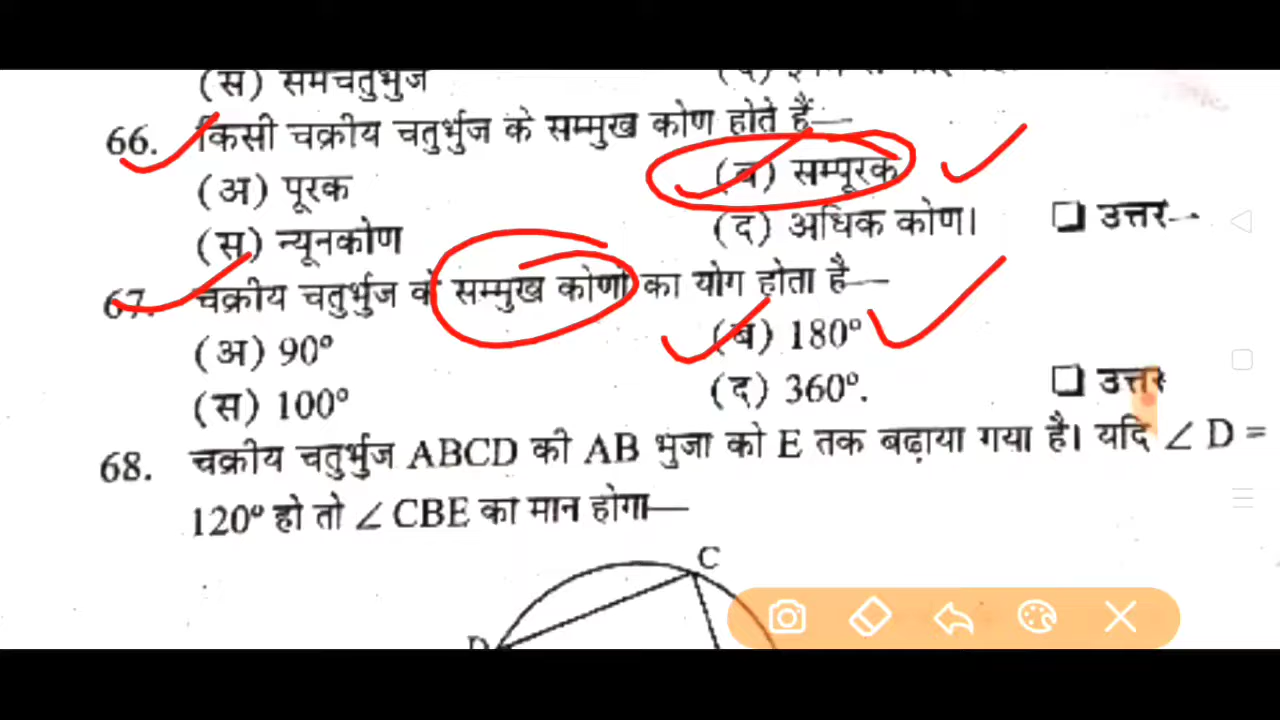 (स) समचतुर्भुज
66. किसी चक्रीय चतुर्भुज के सम्मुख कोण होते हैं—
(अ) पूरक (ब) सम्पूरक
(स) न्यूनकोण (द) अधिक कोण। ❑ उत्तर—
67. चक्रीय चतुर्भुज के सम्मुख कोणों का योग होता है—
(अ) 90° (ब) 180°
(स) 100° (द) 360°. ❑ उत्तर
68. चक्रीय चतुर्भुज ABCD की AB भुजा को E तक बढ़ाया गया है। यदि ∠ D =
120° हो तो ∠ CBE का मान होगा—
C
D